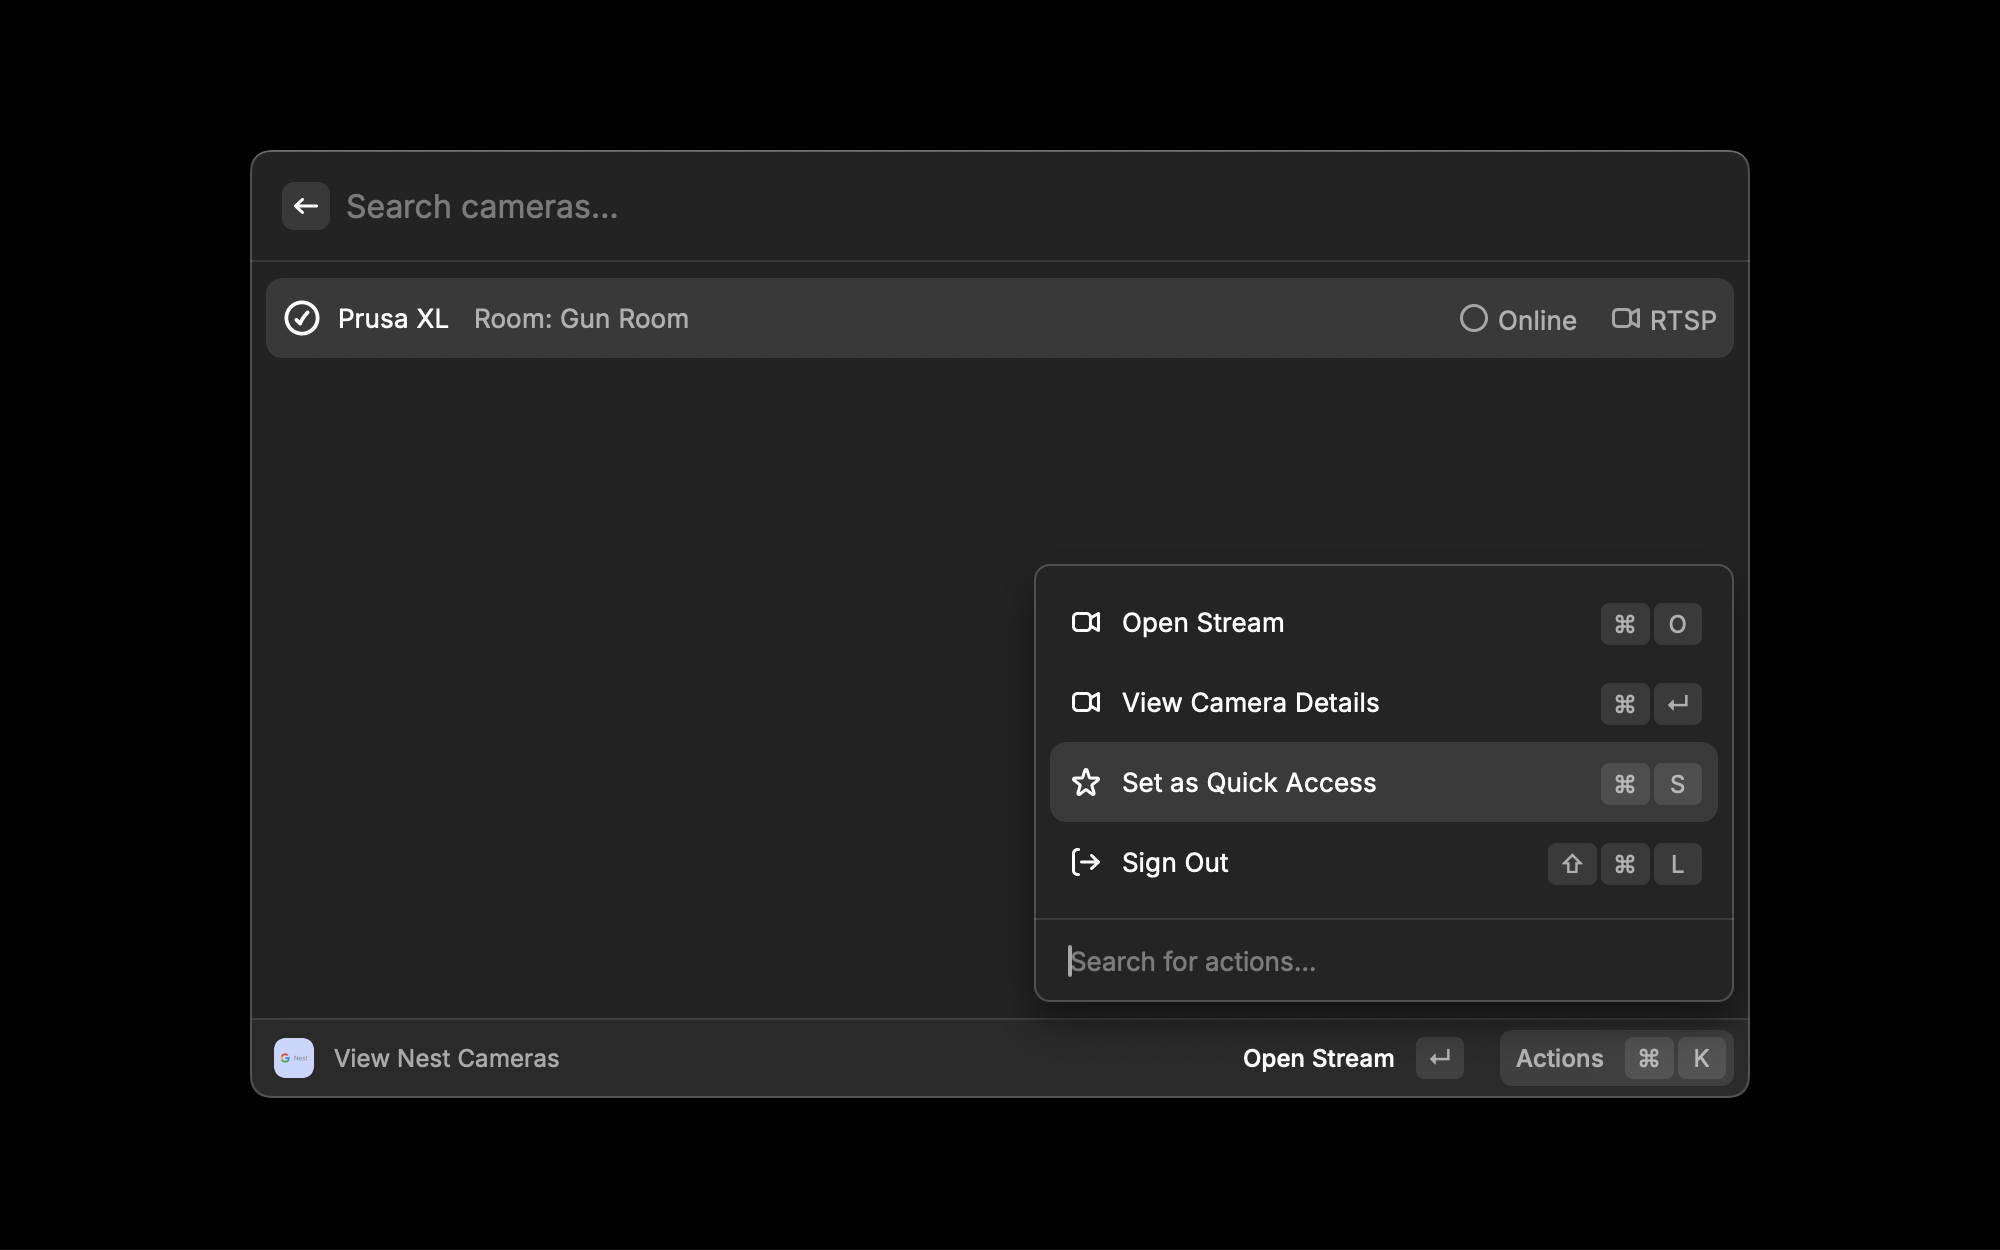 Search cameras...
Prusa XL Room: Gun Room Online RTSP
Open Stream ⌘ O
View Camera Details ⌘ ↵
Set as Quick Access ⌘ S
Sign Out ⇧ ⌘ L
Search for actions...
G Nest View Nest Cameras Open Stream ↵ Actions ⌘ K